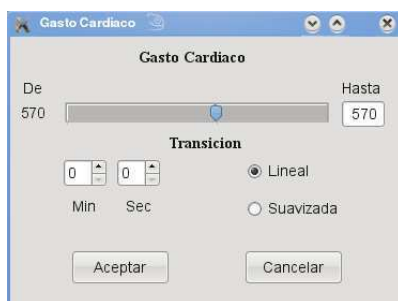 Gasto Cardiaco
Gasto Cardiaco
De Hasta
570 570
Transicion
0 0 Lineal
Min Sec Suavizada
Aceptar Cancelar